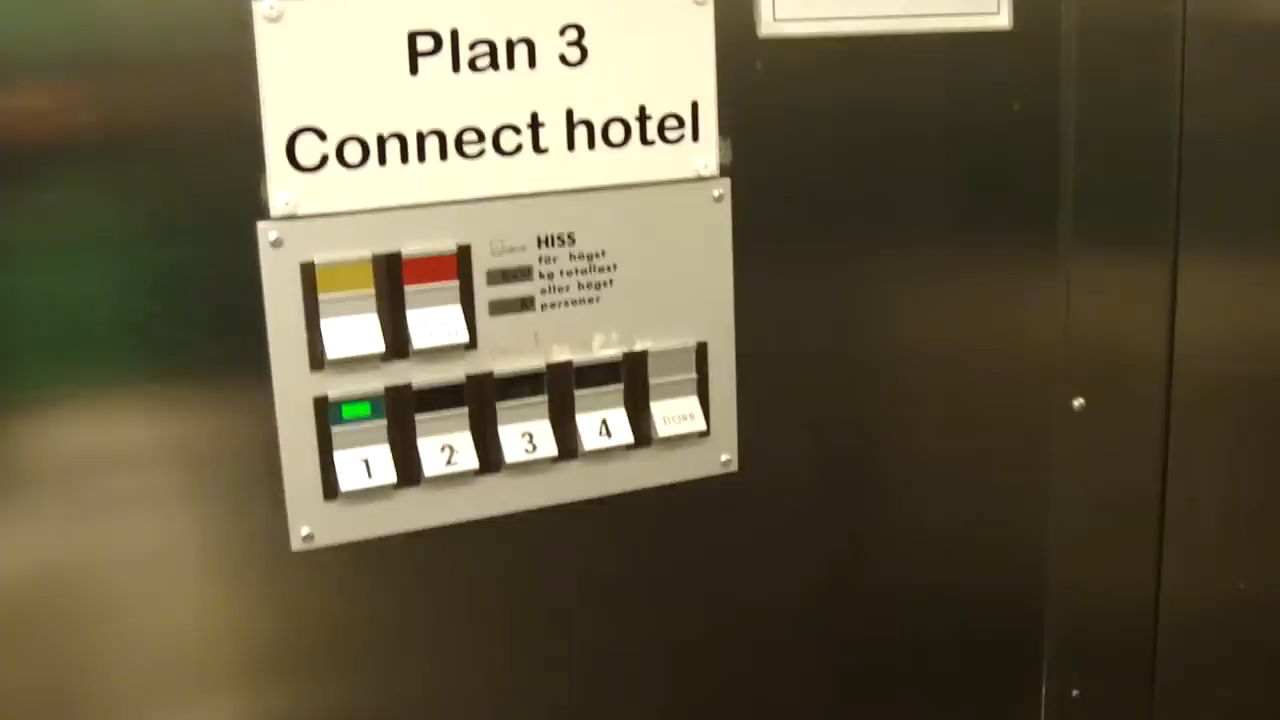 Plan 3
Connect hotel
HISS
för högst
kg totallast
eller högst
personer
1
2
3
4
DÖRR